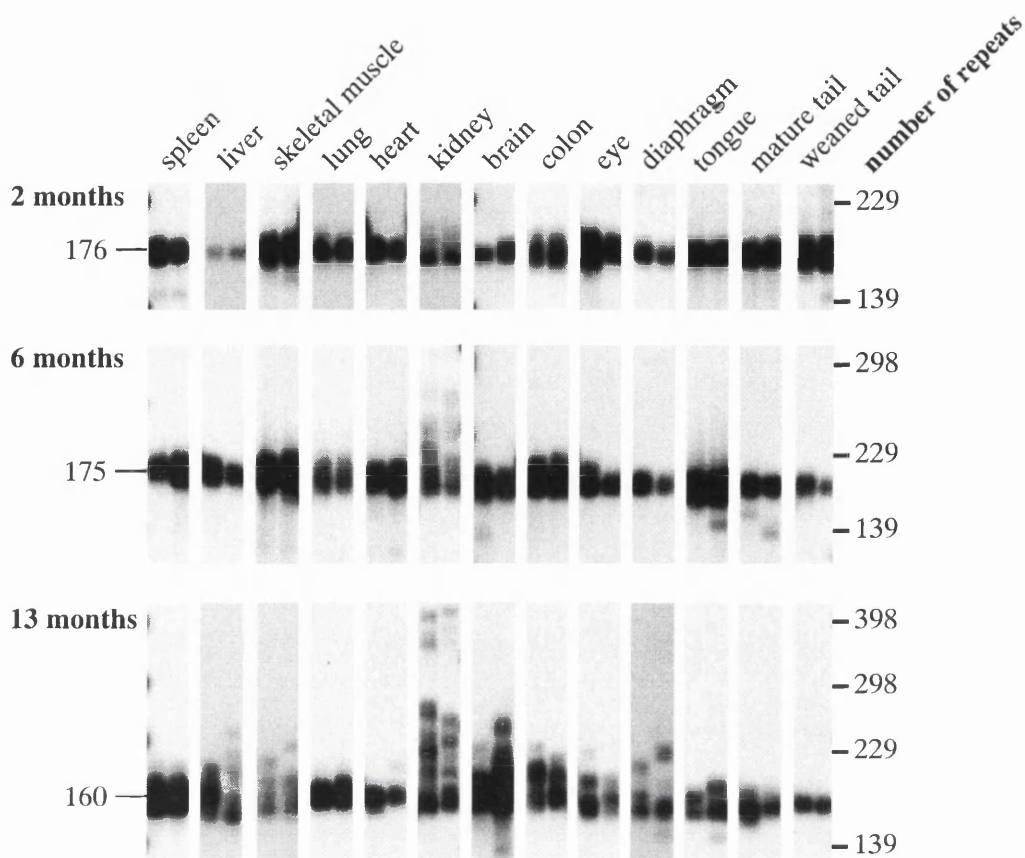 spleen
liver
skeletal muscle
lung
heart
kidney
brain
colon
eye
diaphragm
tongue
mature tail
weaned tail
number of repeats
2 months
176
229
139
6 months
175
298
229
139
13 months
160
398
298
229
139